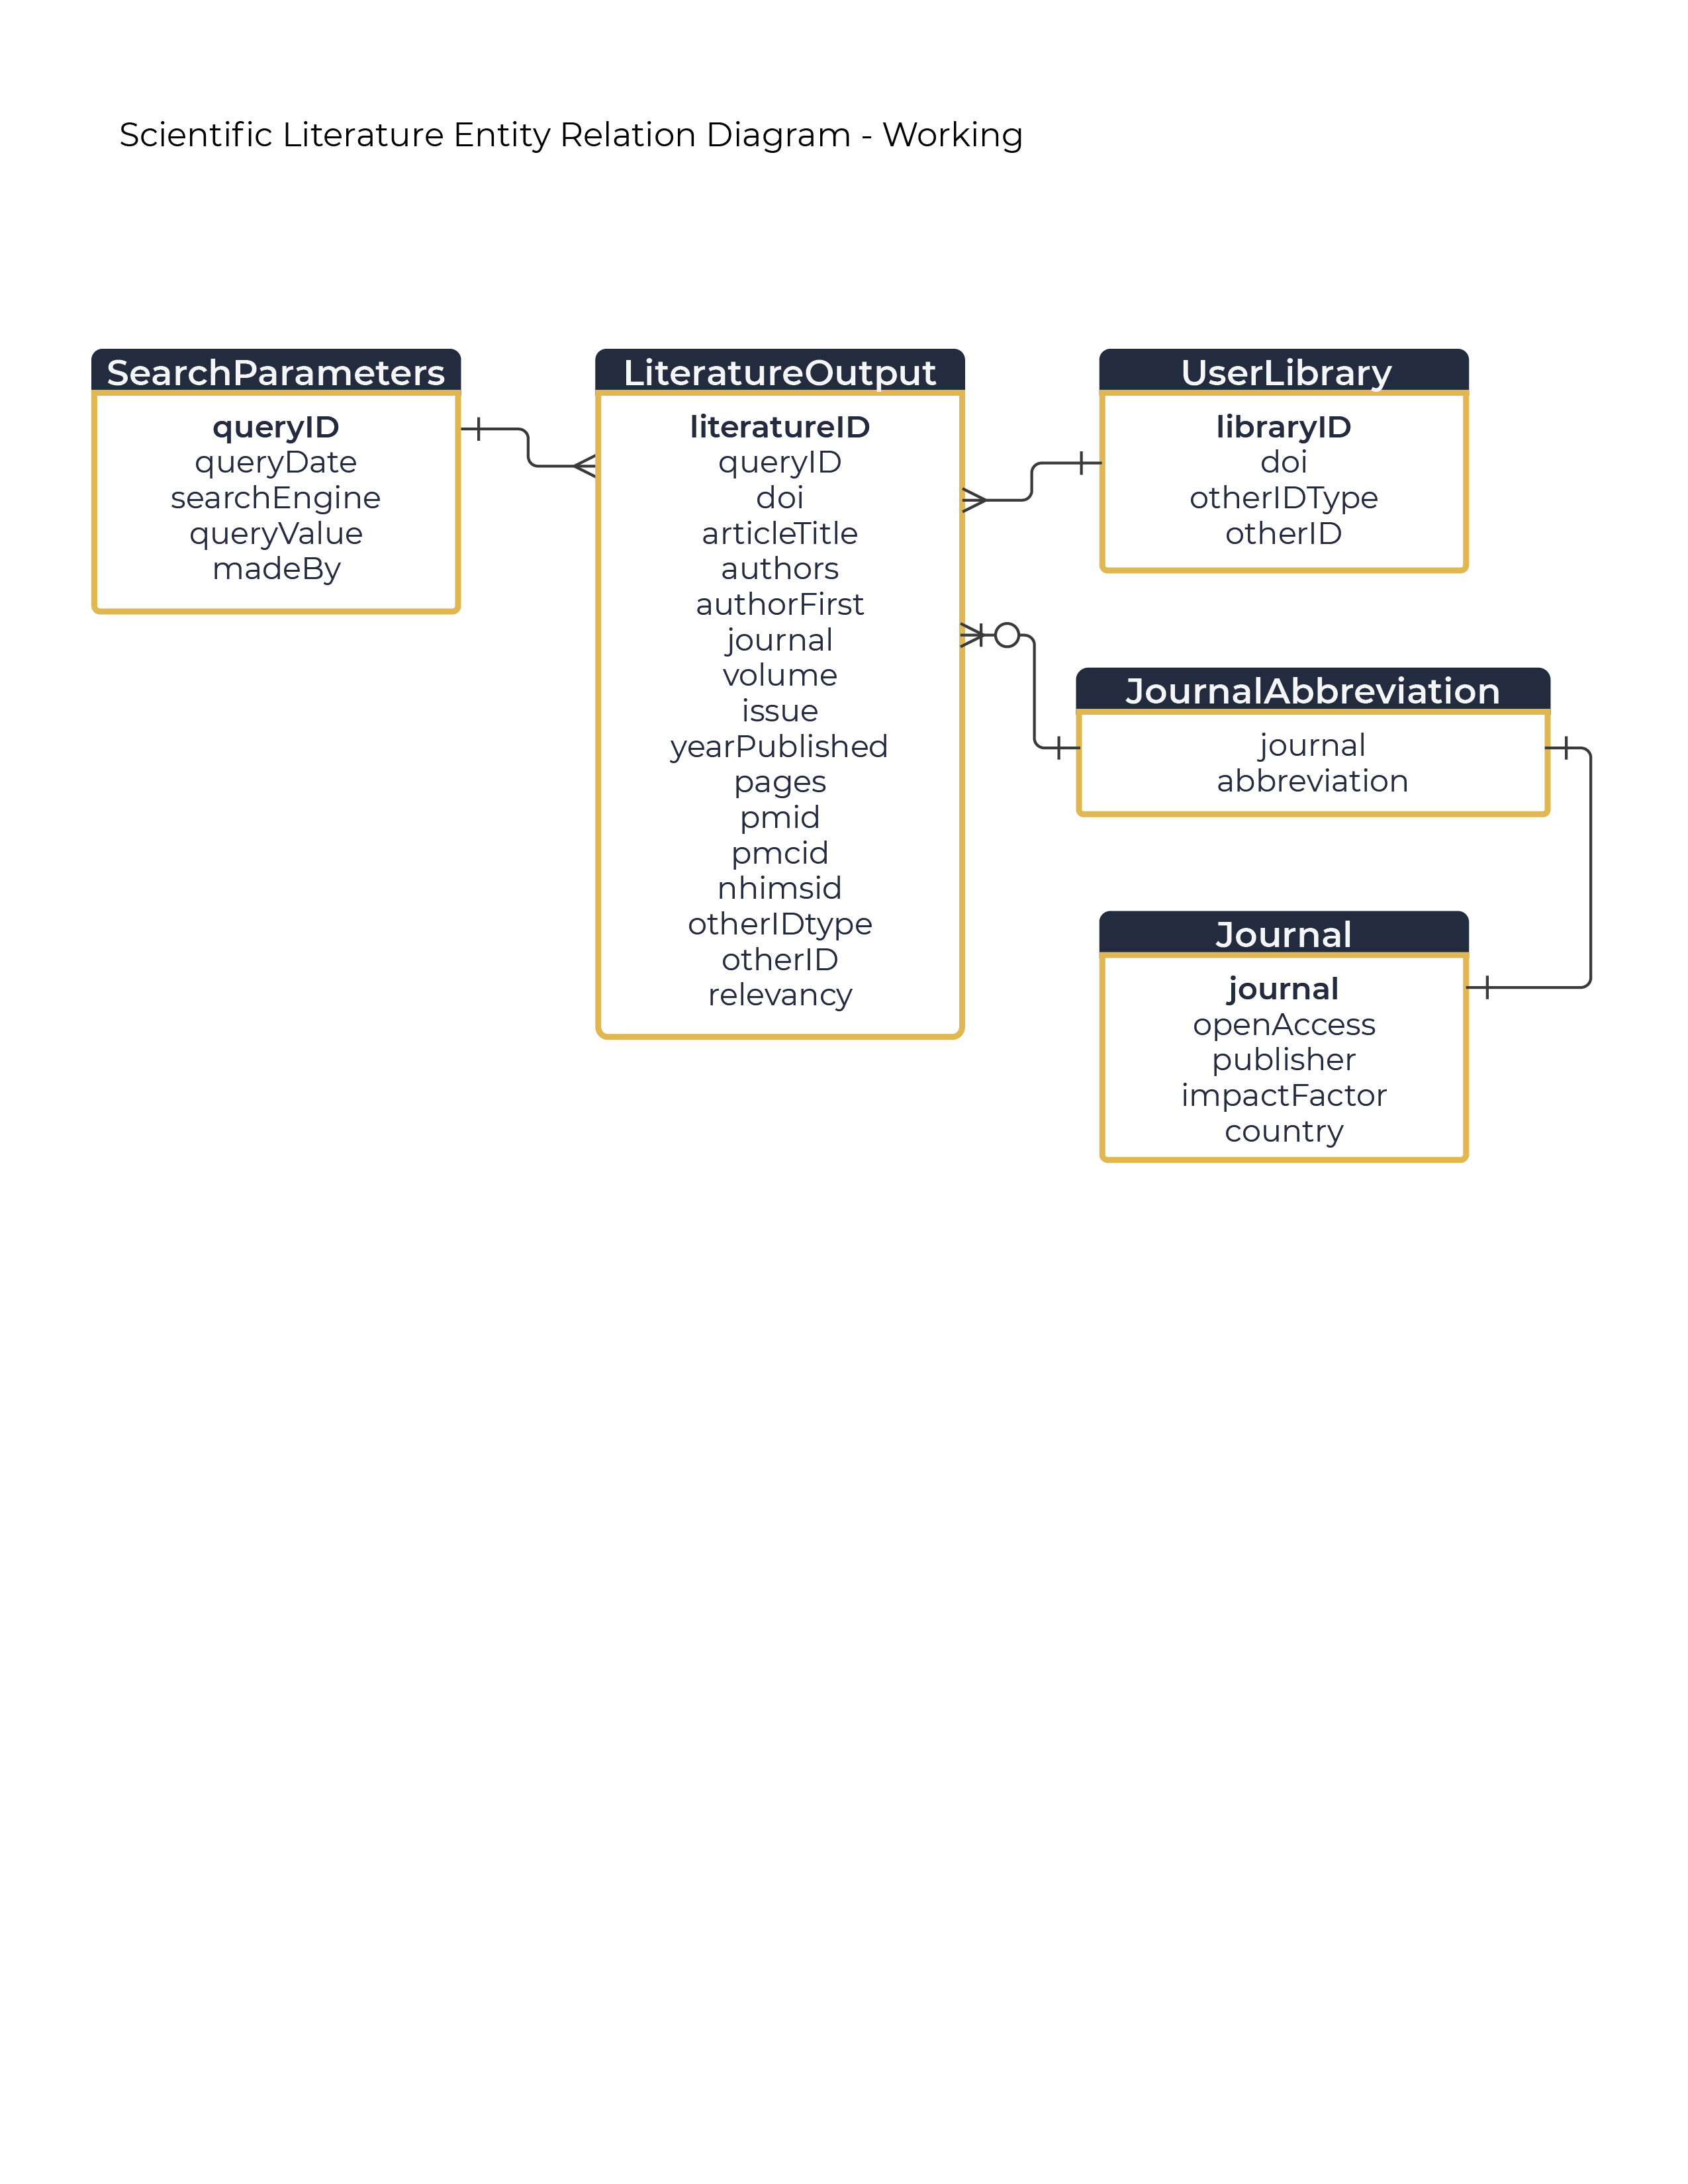 Scientific Literature Entity Relation Diagram - Working
SearchParameters
queryID
queryDate
searchEngine
queryValue
madeBy
LiteratureOutput
literatureID
queryID
doi
articleTitle
authors
authorFirst
journal
volume
issue
yearPublished
pages
pmid
pmcid
nhimsid
otherIDtype
otherID
relevancy
UserLibrary
libraryID
doi
otherIDType
otherID
JournalAbbreviation
journal
abbreviation
Journal
journal
openAccess
publisher
impactFactor
country